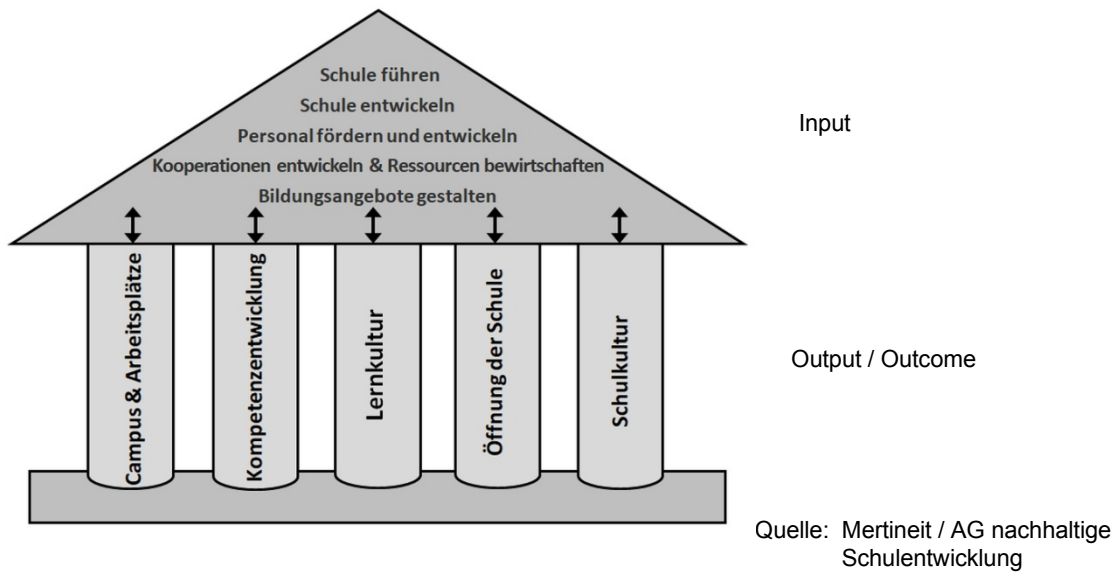 Schule führen
Schule entwickeln
Personal fördern und entwickeln
Kooperationen entwickeln & Ressourcen bewirtschaften
Bildungsangebote gestalten
Input
Campus & Arbeitsplätze
Kompetenzentwicklung
Lernkultur
Öffnung der Schule
Schulkultur
Output / Outcome
Quelle: Mertineit / AG nachhaltige
Schulentwicklung